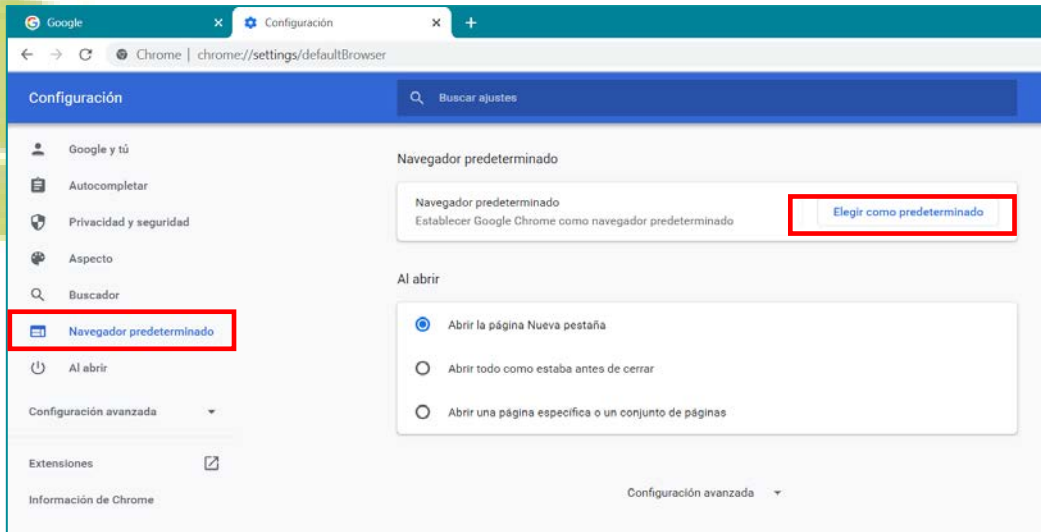 Google
Configuración
Chrome | chrome://settings/defaultBrowser
Configuración
Buscar ajustes
Google y tú
Autocompletar
Privacidad y seguridad
Aspecto
Buscador
Navegador predeterminado
Al abrir
Configuración avanzada
Extensiones
Información de Chrome
Navegador predeterminado
Navegador predeterminado
Establecer Google Chrome como navegador predeterminado
Elegir como predeterminado
Al abrir
Abrir la página Nueva pestaña
Abrir todo como estaba antes de cerrar
Abrir una página específica o un conjunto de páginas
Configuración avanzada